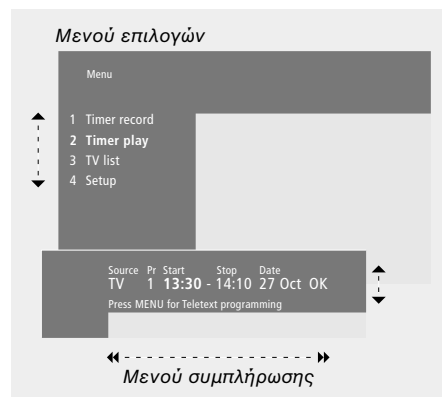 Μενού επιλογών
Menu
1 Timer record
2 Timer play
3 TV list
4 Setup
Source Pr Start Stop Date
TV 1 13:30 - 14:10 27 Oct OK
Press MENU for Teletext programming
Μενού συμπλήρωσης